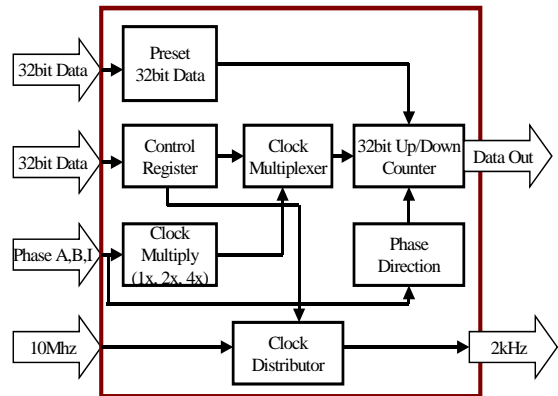 32bit Data
Preset
32bit Data
32bit Data
Control
Register
Clock
Multiplexer
32bit Up/Down
Counter
Data Out
Phase A,B,I
Clock
Multiply
(1x, 2x, 4x)
Phase
Direction
10Mhz
Clock
Distributor
2kHz